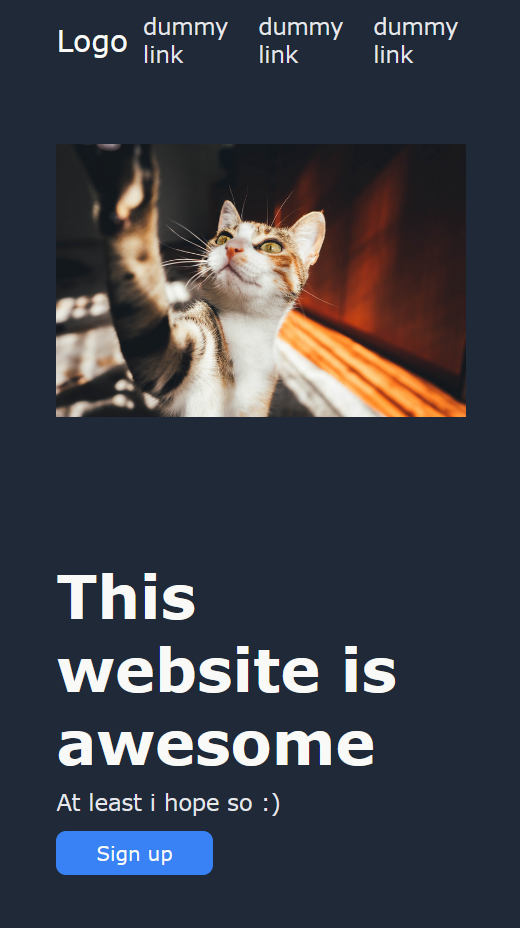 Logo
dummy dummy dummy
link link link
This
website is
awesome
At least i hope so :)
Sign up